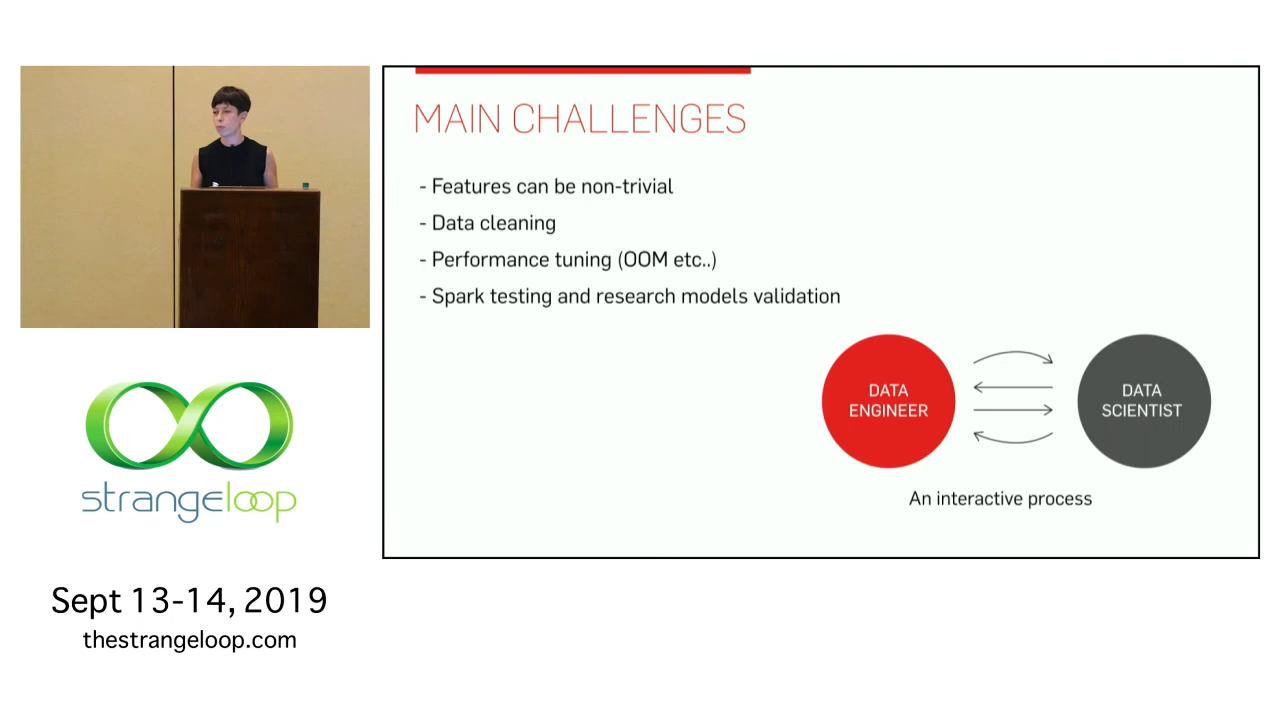 MAIN CHALLENGES
- Features can be non-trivial
- Data cleaning
- Performance tuning (OOM etc..)
- Spark testing and research models validation
DATA
ENGINEER
DATA
SCIENTIST
An interactive process
strangeloop
Sept 13-14, 2019
thestrangeloop.com